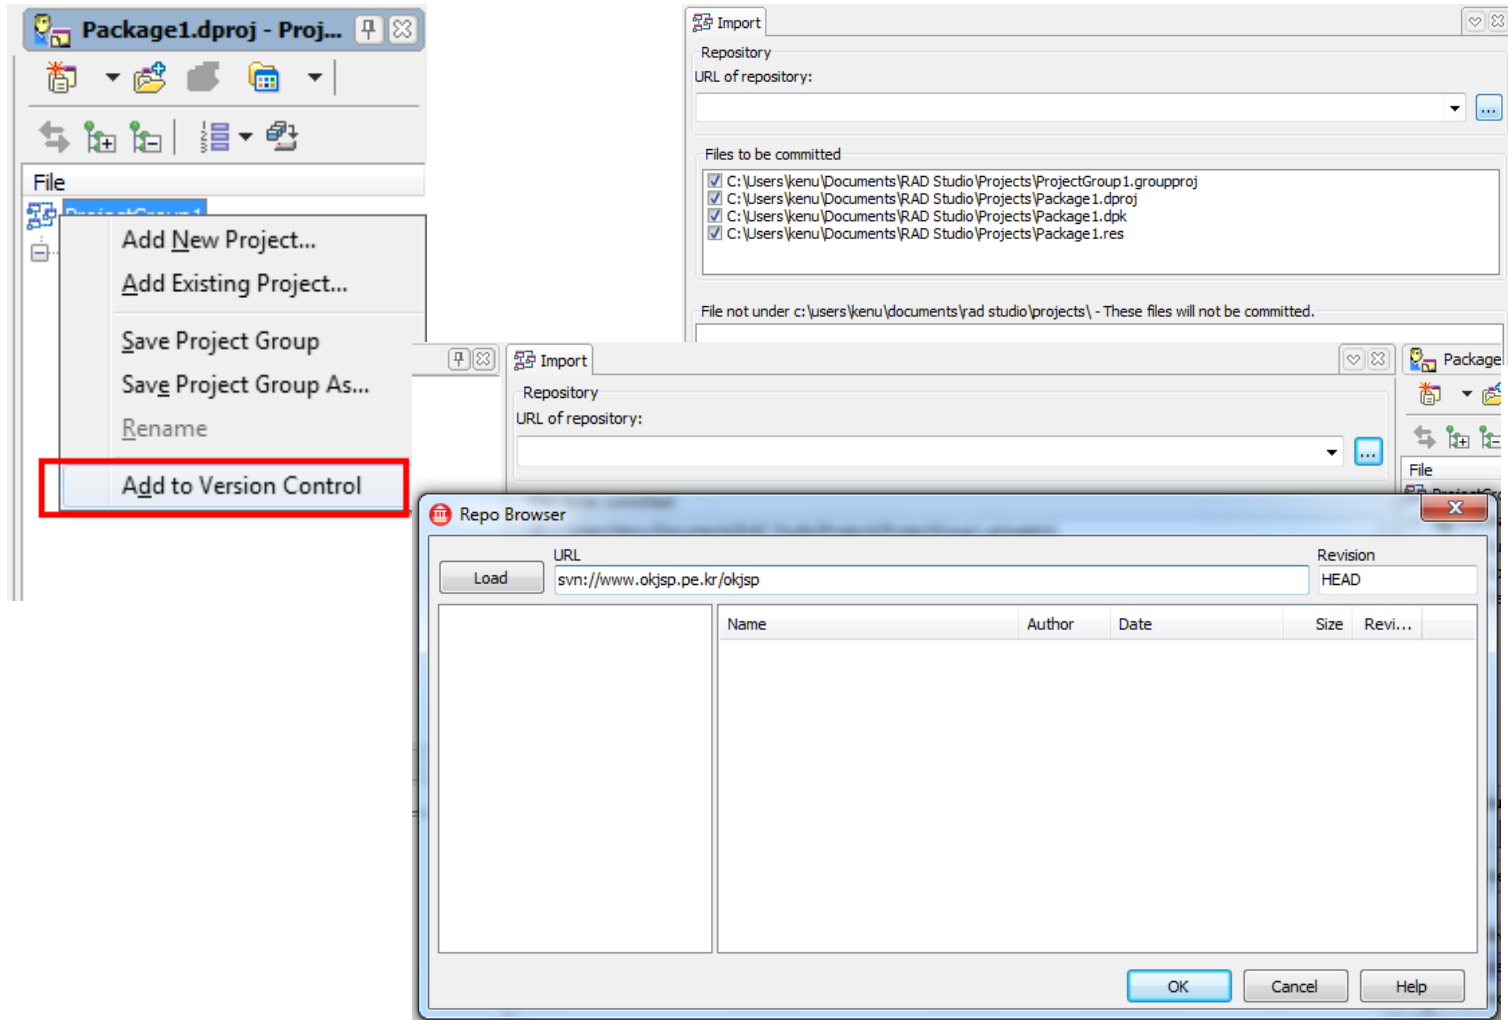 Package1.dproj - Proj...
File
ProjectGroup1
Add New Project...
Add Existing Project...
Save Project Group
Save Project Group As...
Rename
Add to Version Control
Import
Repository
URL of repository:
...
Files to be committed
C:\Users\kenu\Documents\RAD Studio\Projects\ProjectGroup1.groupproj
C:\Users\kenu\Documents\RAD Studio\Projects\Package1.dproj
C:\Users\kenu\Documents\RAD Studio\Projects\Package1.dpk
C:\Users\kenu\Documents\RAD Studio\Projects\Package1.res
File not under c:\users\kenu\documents\rad studio\projects\ - These files will not be committed.
Import
Repository
URL of repository:
...
Package
File
Repo Browser
URL
Revision
Load
svn://www.okjsp.pe.kr/okjsp
HEAD
Name Author Date Size Revi...
OK Cancel Help